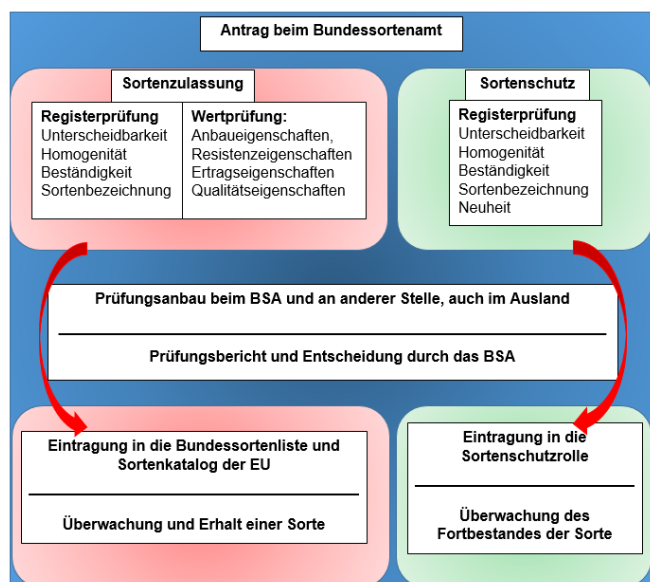 Antrag beim Bundessortenamt
Sortenzulassung
Registerprüfung
Unterscheidbarkeit
Homogenität
Beständigkeit
Sortenbezeichnung
Wertprüfung:
Anbaueigenschaften,
Resistenzeigenschaften
Ertragseigenschaften
Qualitätseigenschaften
Sortenschutz
Registerprüfung
Unterscheidbarkeit
Homogenität
Beständigkeit
Sortenbezeichnung
Neuheit
Prüfungsanbau beim BSA und an anderer Stelle, auch im Ausland
Prüfungsbericht und Entscheidung durch das BSA
Eintragung in die Bundessortenliste und
Sortenkatalog der EU
Überwachung und Erhalt einer Sorte
Eintragung in die
Sortenschutzrolle
Überwachung des
Fortbestandes der Sorte